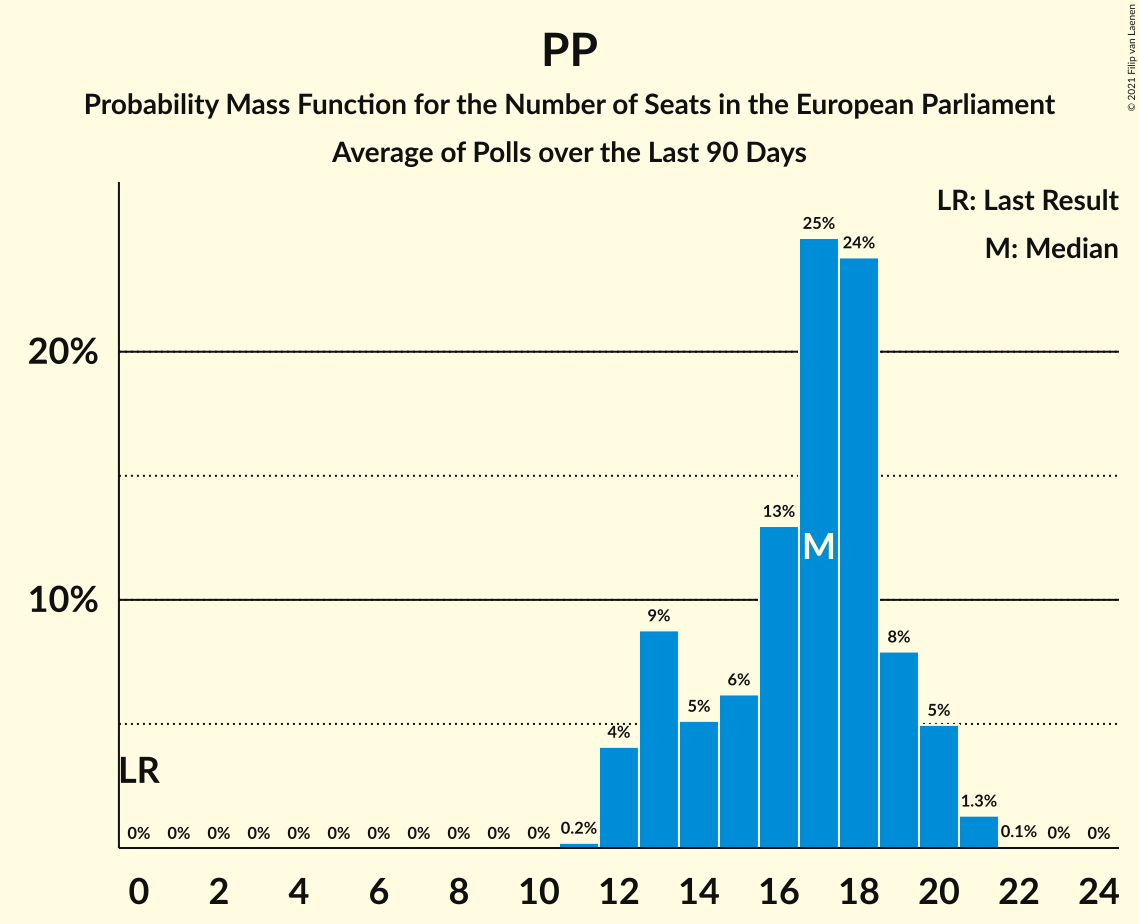 PP
Probability Mass Function for the Number of Seats in the European Parliament
Average of Polls over the Last 90 Days
© 2021 Filip van Laenen
LR: Last Result
M: Median
25%
24%
20%
13%
M
10%
9%
8%
6%
5%
5%
4%
LR
1.3%
0% 0% 0% 0% 0% 0% 0% 0% 0% 0% 0% 0.2% 0.1% 0% 0%
0 2 4 6 8 10 12 14 16 18 20 22 24